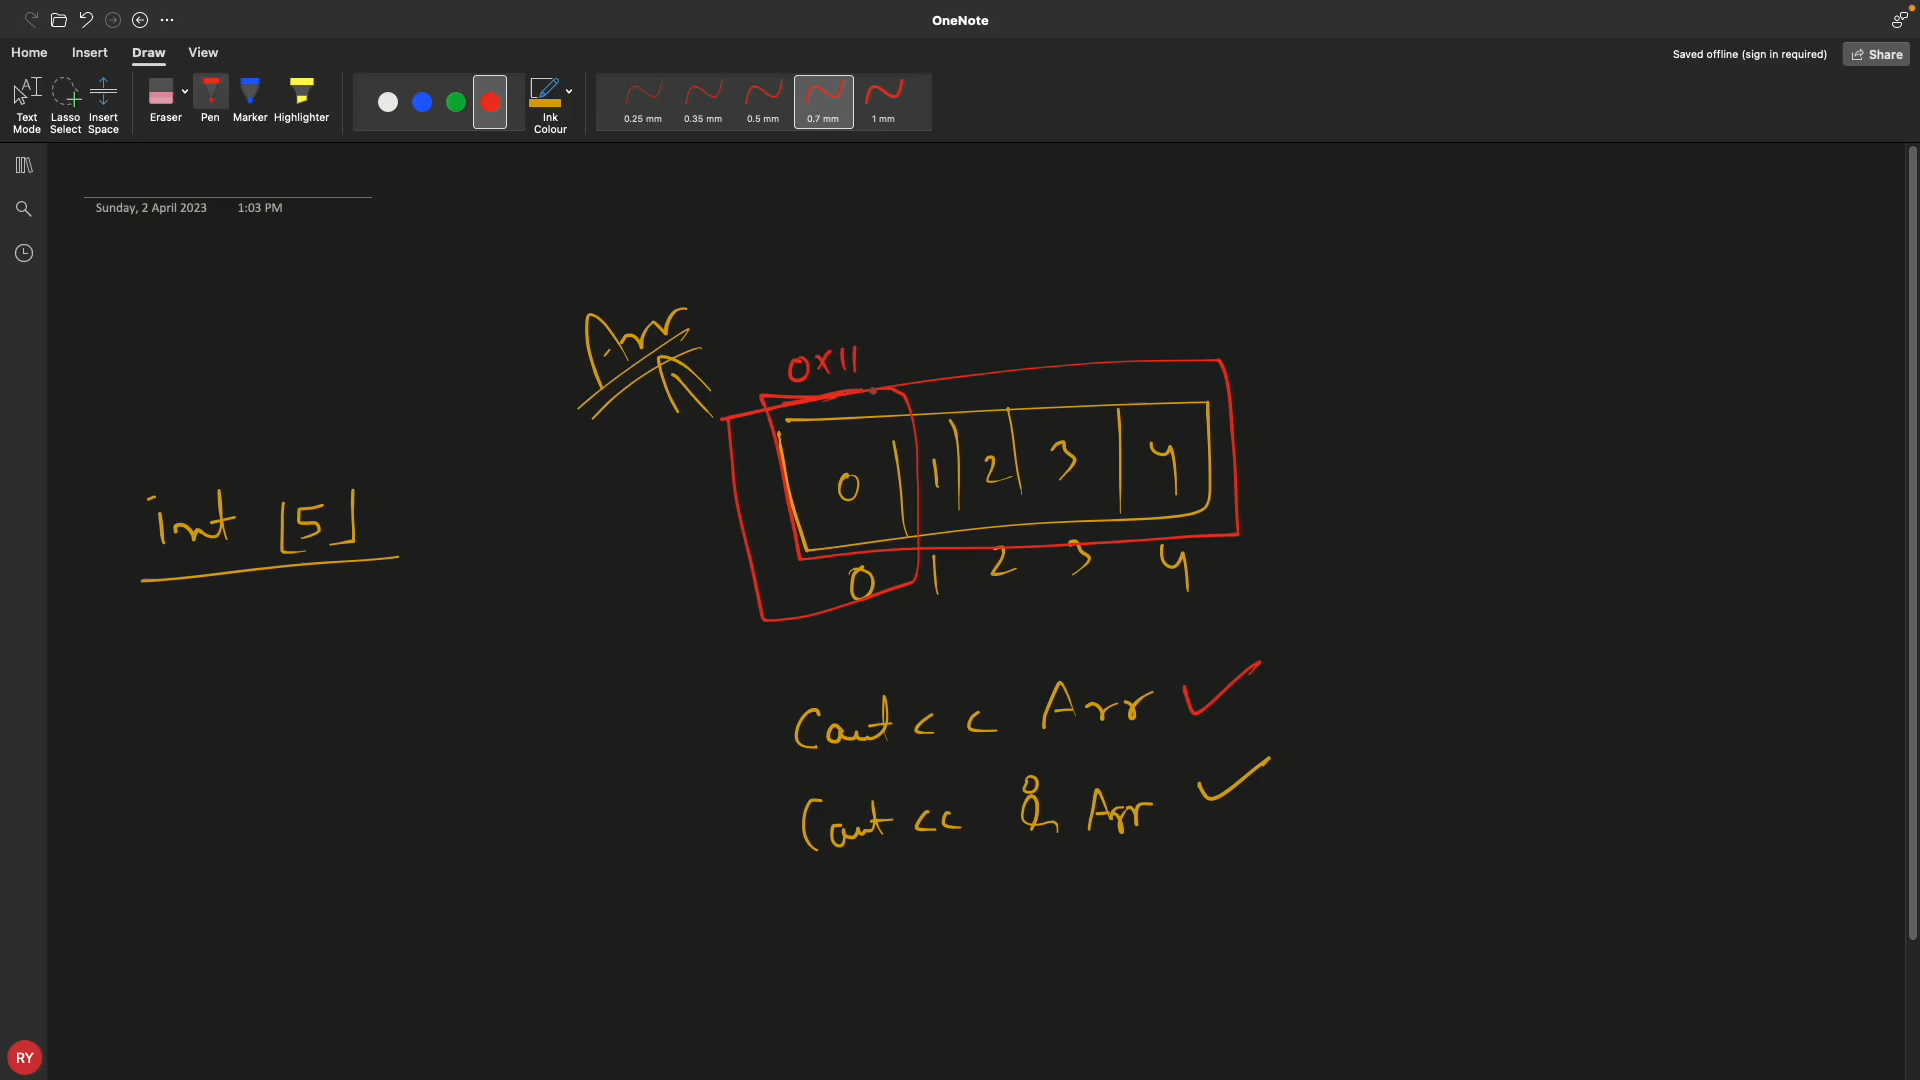 OneNote
Home Insert Draw View
Saved offline (sign in required) Share
Text Mode
Lasso Select
Insert Space
Eraser
Pen
Marker
Highlighter
Ink Colour
0.25 mm 0.35 mm 0.5 mm 0.7 mm 1 mm
Sunday, 2 April 2023 1:03 PM
Arr
0x11
0 1 2 3 4
int [5]
0 1 2 3 4
Cout << Arr
Cout << & Arr
RY